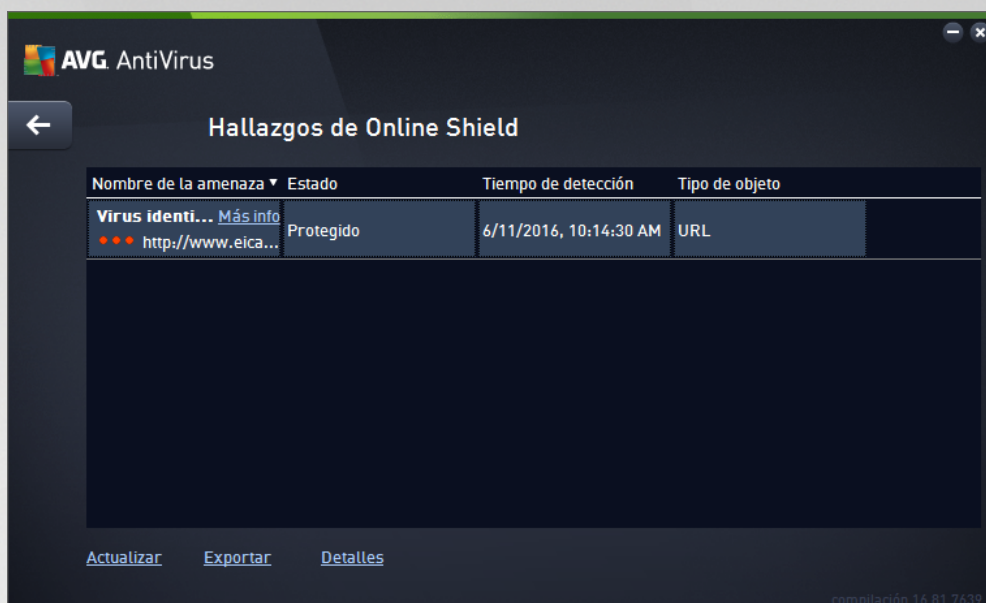 AVG. AntiVirus
Hallazgos de Online Shield
Nombre de la amenaza ▾ Estado Tiempo de detección Tipo de objeto
Virus identi... Más info
http://www.eica...
Protegido
6/11/2016, 10:14:30 AM
URL
Actualizar Exportar Detalles
compilación 16.81.7639